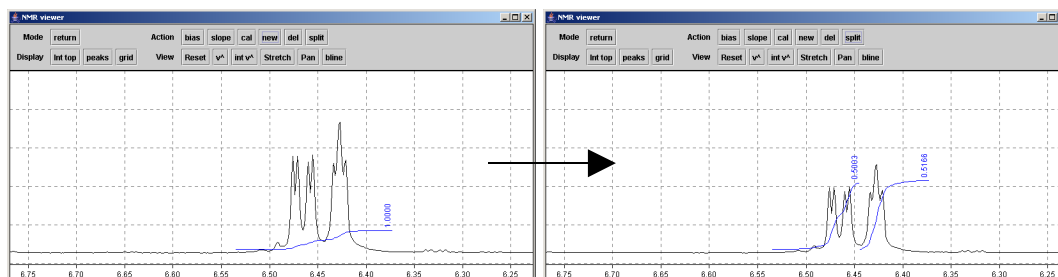 NMR viewer
Mode return Action bias slope cal new del split
Display Int top peaks grid View Reset v^ int v^ Stretch Pan bline
1.0000
6.75 6.70 6.65 6.60 6.55 6.50 6.45 6.40 6.35 6.30 6.25
NMR viewer
Mode return Action bias slope cal new del split
Display Int top peaks grid View Reset v^ int v^ Stretch Pan bline
0.5166
6.75 6.70 6.65 6.60 6.55 6.50 6.45 6.40 6.35 6.30 6.25